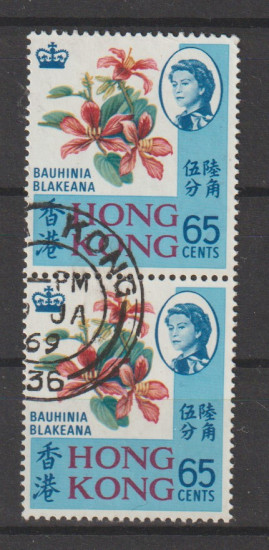 BAUHINIA
BLAKEANA
陸角
伍分
香港
HONG
KONG
65
CENTS
KONG
PM
JA
69
36
BAUHINIA
BLAKEANA
陸角
伍分
香港
HONG
KONG
65
CENTS